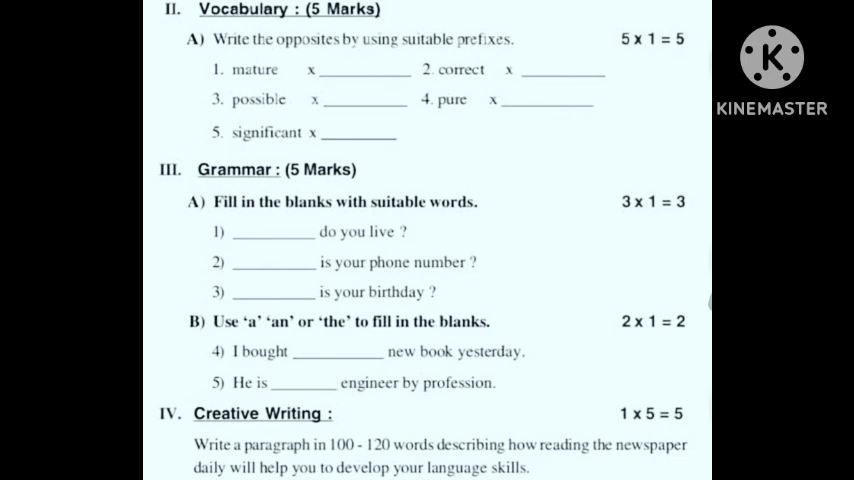 II. Vocabulary : (5 Marks)
A) Write the opposites by using suitable prefixes. 5 x 1 = 5
1. mature x __________ 2. correct x __________
3. possible x __________ 4. pure x __________
5. significant x __________
III. Grammar : (5 Marks)
A) Fill in the blanks with suitable words. 3 x 1 = 3
1) __________ do you live ?
2) __________ is your phone number ?
3) __________ is your birthday ?
B) Use ‘a’ ‘an’ or ‘the’ to fill in the blanks. 2 x 1 = 2
4) I bought __________ new book yesterday.
5) He is ________ engineer by profession.
IV. Creative Writing : 1 x 5 = 5
Write a paragraph in 100 - 120 words describing how reading the newspaper
daily will help you to develop your language skills.
K
KINEMASTER